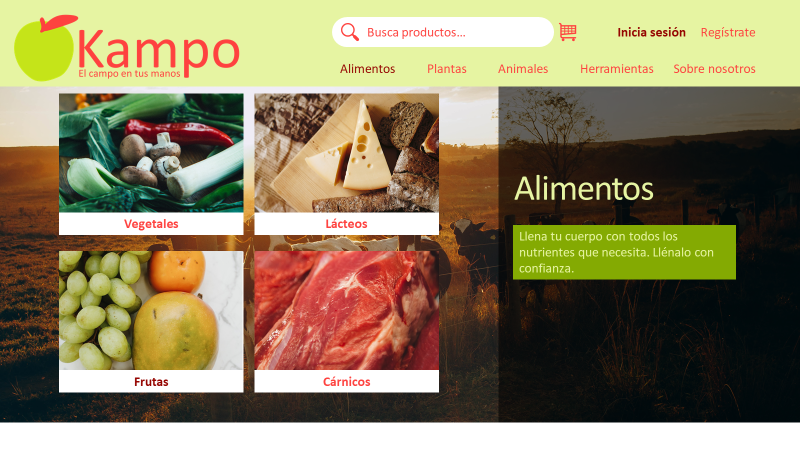 Kampo
El campo en tus manos
Busca productos...
Inicia sesión
Regístrate
Alimentos
Plantas
Animales
Herramientas
Sobre nosotros
Vegetales
Lácteos
Frutas
Cárnicos
Alimentos
Llena tu cuerpo con todos los
nutrientes que necesita. Llénalo con
confianza.